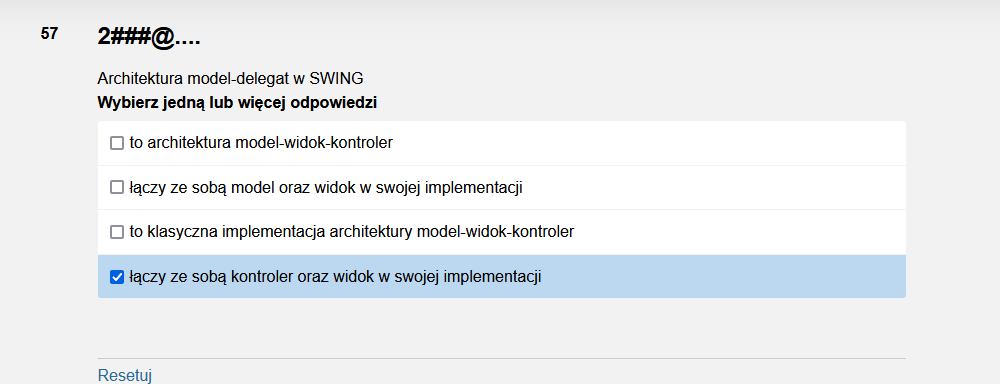 57
2###@....
Architektura model-delegat w SWING
Wybierz jedną lub więcej odpowiedzi
to architektura model-widok-kontroler
łączy ze sobą model oraz widok w swojej implementacji
to klasyczna implementacja architektury model-widok-kontroler
łączy ze sobą kontroler oraz widok w swojej implementacji
Resetuj